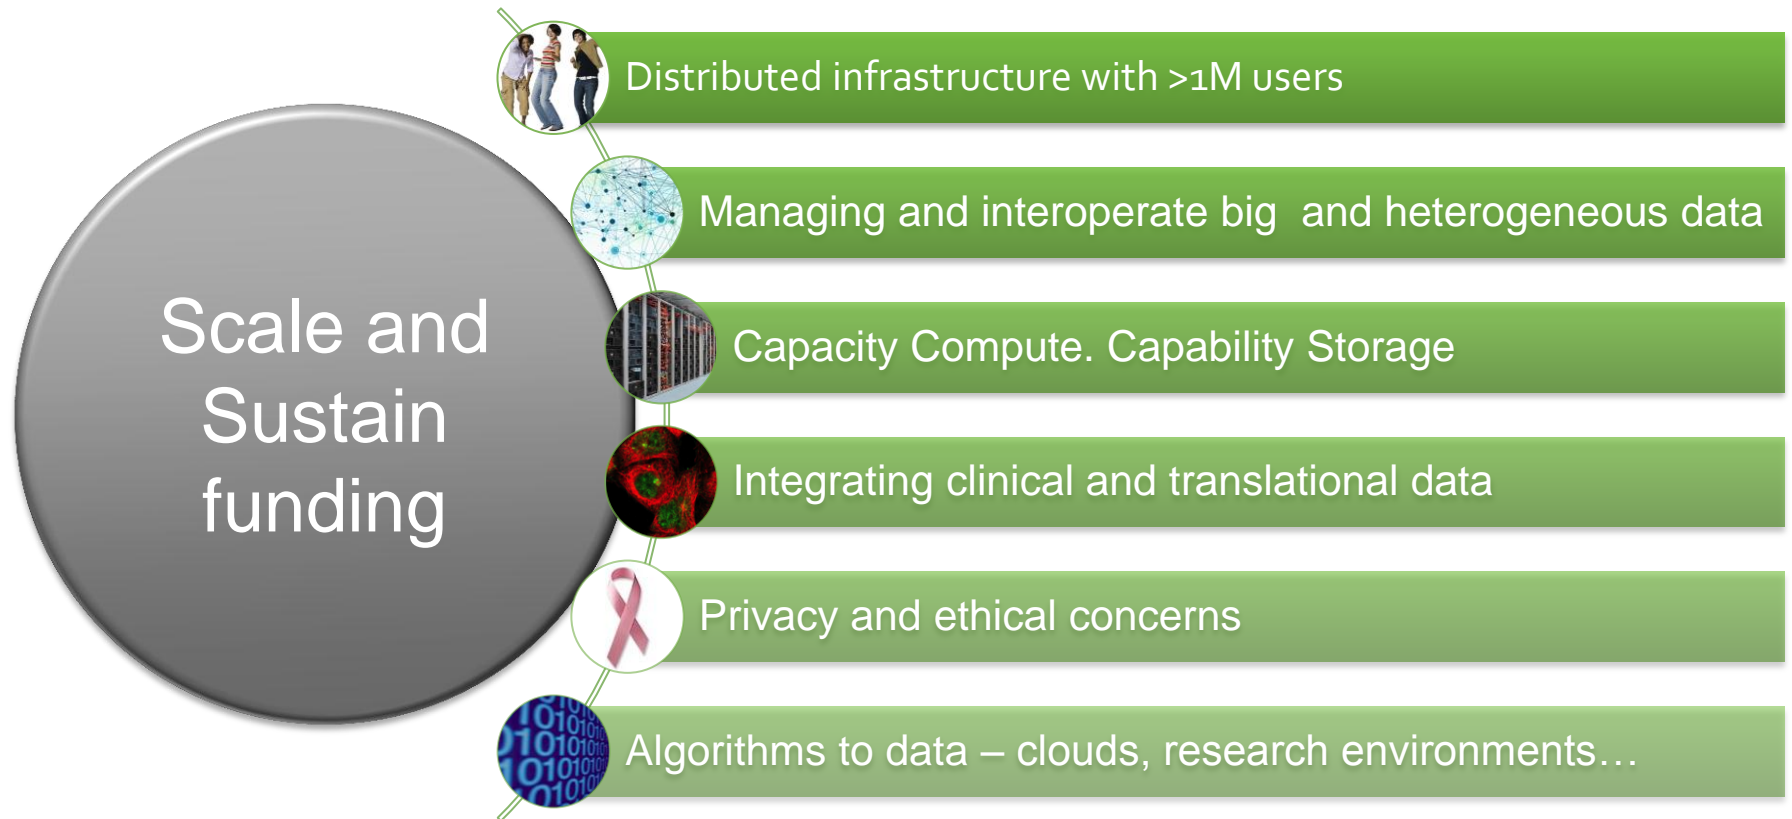 Scale and
Sustain
funding
Distributed infrastructure with >1M users
Managing and interoperate big  and heterogeneous data
Capacity Compute. Capability Storage
Integrating clinical and translational data
Privacy and ethical concerns
Algorithms to data – clouds, research environments…